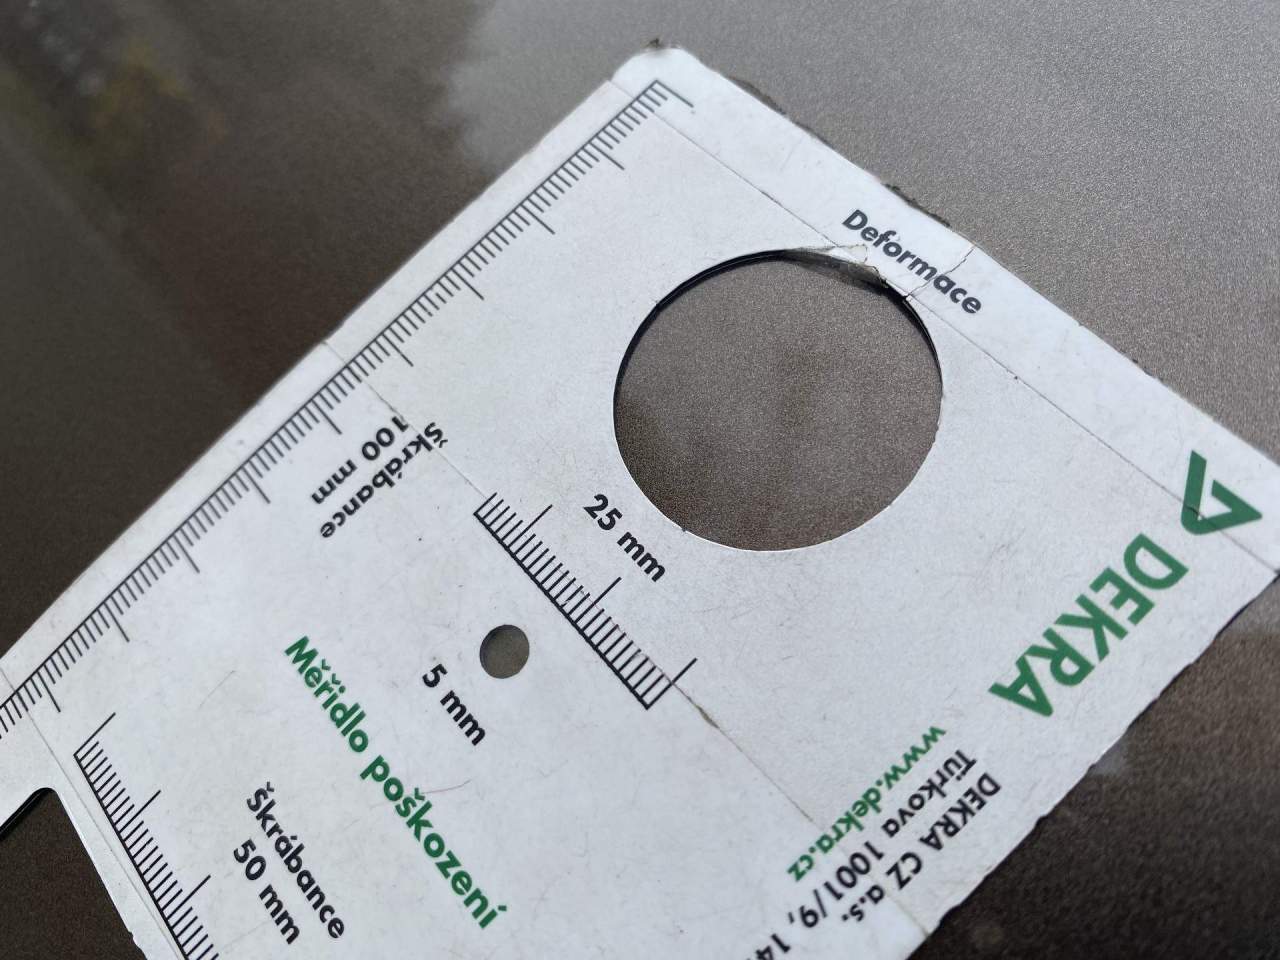 Deformace
25 mm
5 mm
Škrábance
100 mm
Měřidlo poškození
Škrábance
50 mm
DEKRA
DEKRA CZ a.s.
Türkova 1001/9,
www.dekra.cz